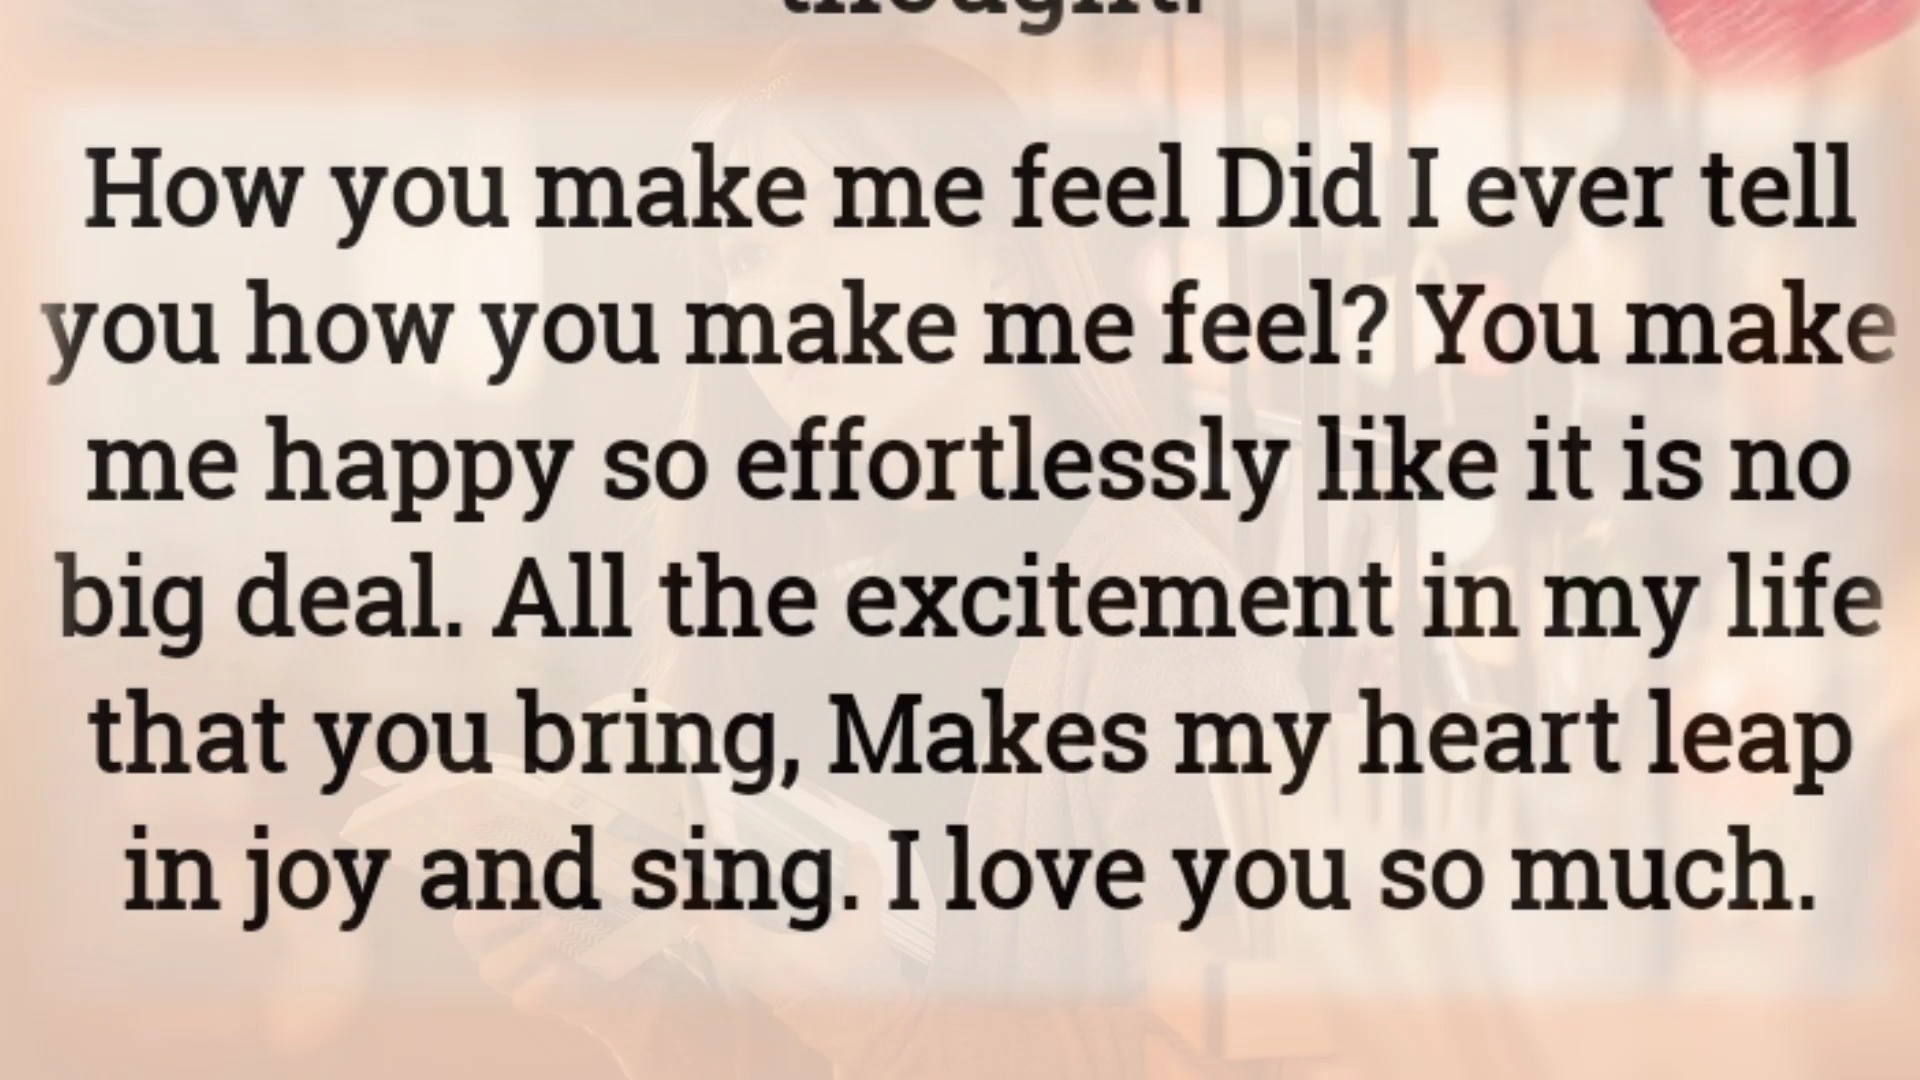 thought.
How you make me feel Did I ever tell
you how you make me feel? You make
me happy so effortlessly like it is no
big deal. All the excitement in my life
that you bring, Makes my heart leap
in joy and sing. I love you so much.